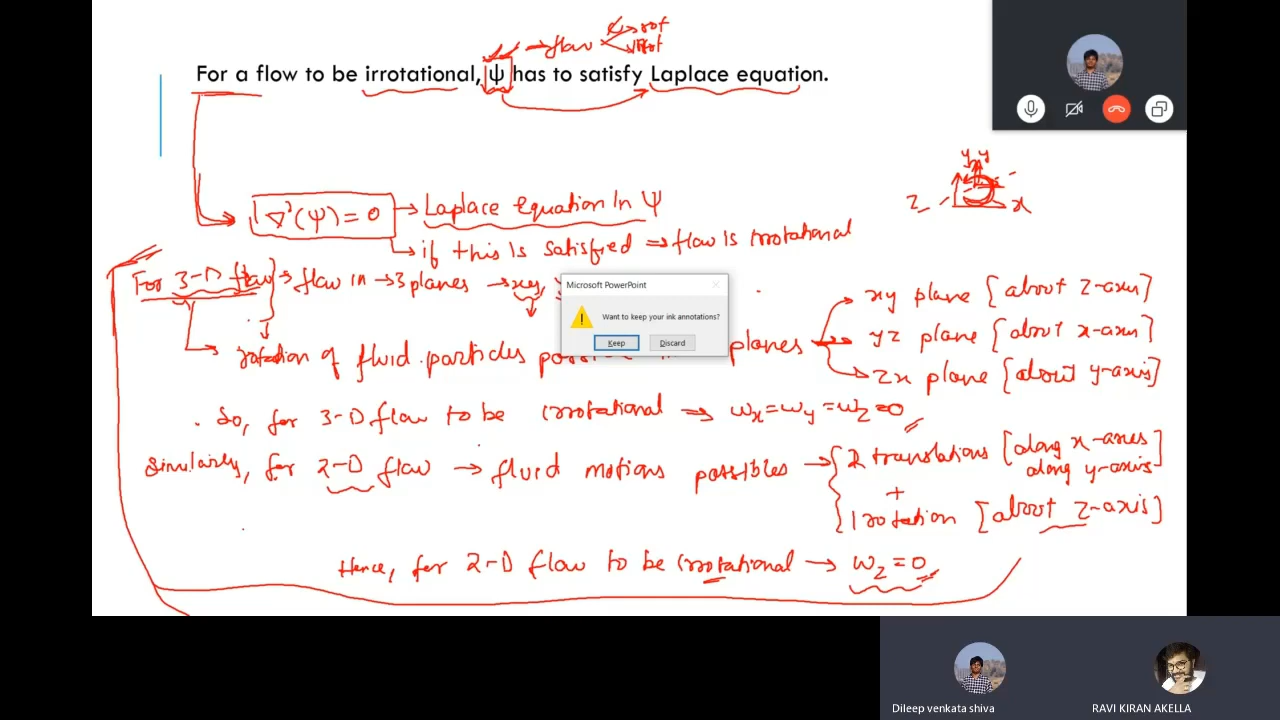 flow
rot
Irrot
For a flow to be irrotational, ψ has to satisfy Laplace equation.
y y
z
x
∇²(ψ) = 0 → Laplace Equation In ψ
→ if this is satisfied ⇒ flow is irrotational
For 3-D flow → flow in → 3 planes → xy,
xy plane [about z-axis]
rotation of fluid particles planes
yz plane [about x-axis]
zx plane [about y-axis]
So, for 3-D flow to be irrotational ⇒ ωx = ωy = ωz = 0
Similarly, for 2-D flow → fluid motions possibles → 2 translations [along x-axes
along y-axis]
+
1 rotation [about z-axis]
Hence, for 2-D flow to be irrotational → ωz = 0
Microsoft PowerPoint
Want to keep your ink annotations?
Keep Discard
Dileep venkata shiva RAVI KIRAN AKELLA